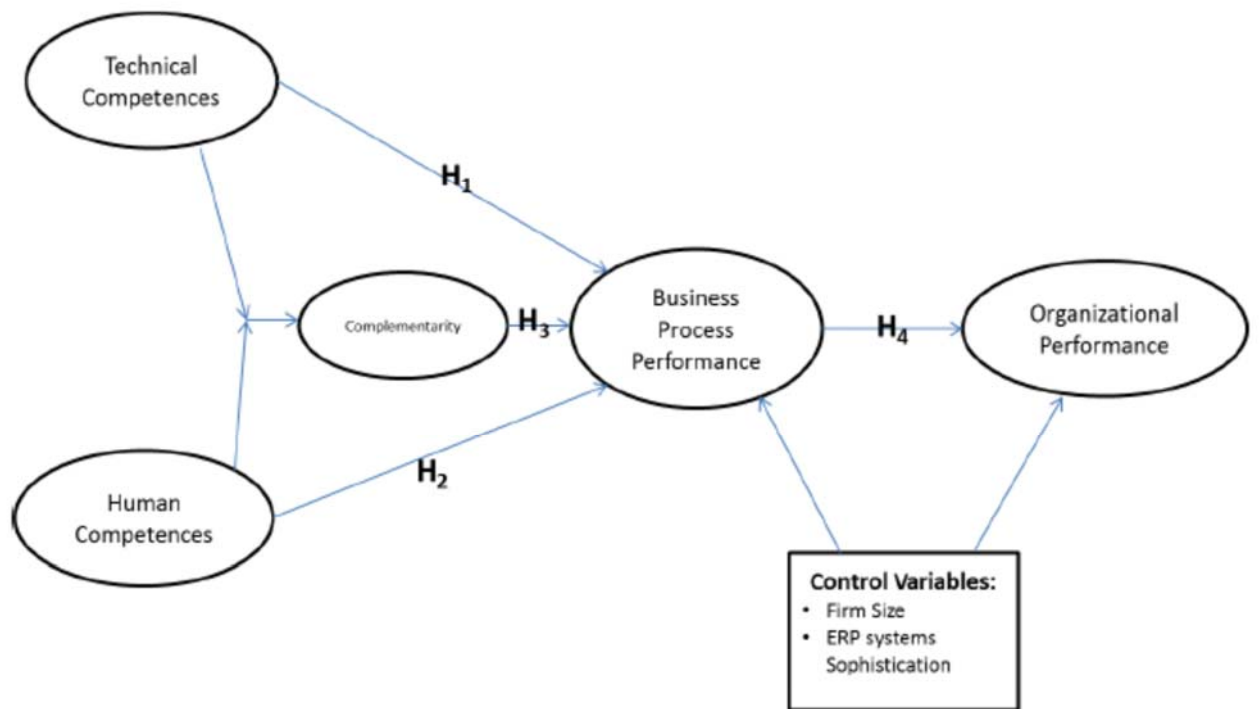 Technical
Competences
H₁
Complementarity
H₃
Business
Process
Performance
H₄
Organizational
Performance
H₂
Human
Competences
Control Variables:
• Firm Size
• ERP systems
Sophistication